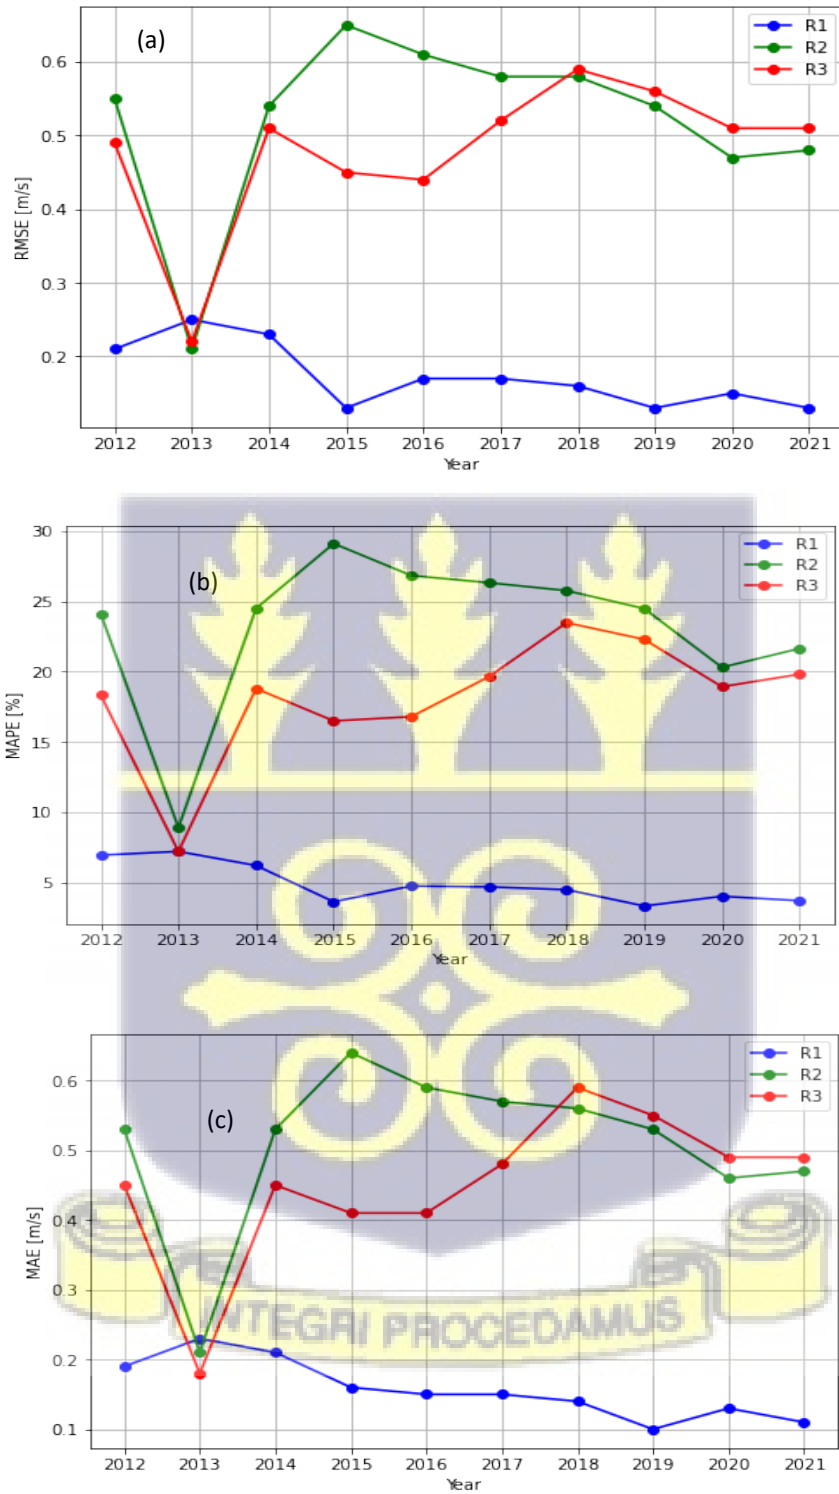 (a)
R1
R2
R3
0.6
0.5
0.4
0.3
0.2
RMSE [m/s]
2012 2013 2014 2015 2016 2017 2018 2019 2020 2021
Year
(b)
R1
R2
R3
30
25
20
15
10
5
MAPE [%]
2012 2013 2014 2015 2016 2017 2018 2019 2020 2021
Year
(c)
R1
R2
R3
0.6
0.5
0.4
0.3
0.2
0.1
MAE [m/s]
INTEGRI PROCEDAMUS
2012 2013 2014 2015 2016 2017 2018 2019 2020 2021
Year